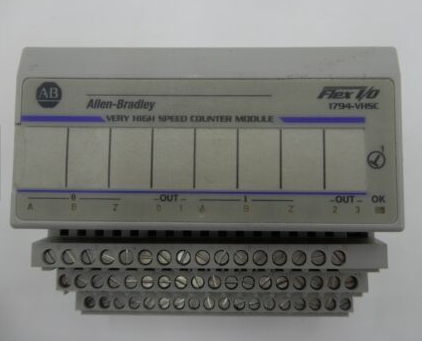 AB
Allen-Bradley
Flex I/O
1794-VHSC
VERY HIGH SPEED COUNTER MODULE
1
0 OUT 1 OUT OK
A B Z 0 1 A B Z 2 3